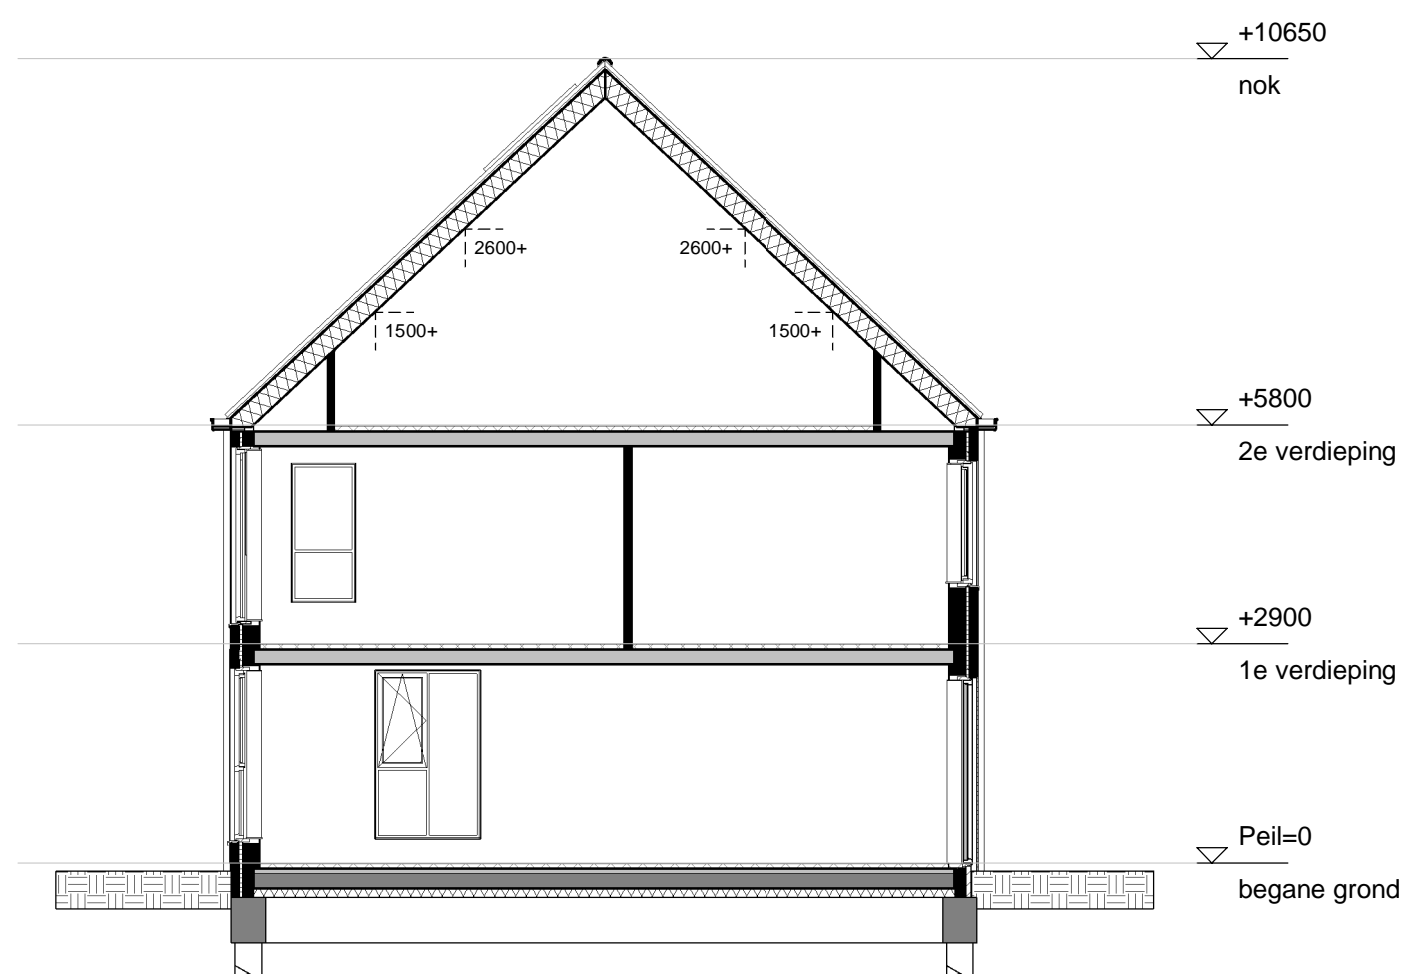 +10650
nok
2600+
2600+
1500+
1500+
+5800
2e verdieping
+2900
1e verdieping
Peil=0
begane grond